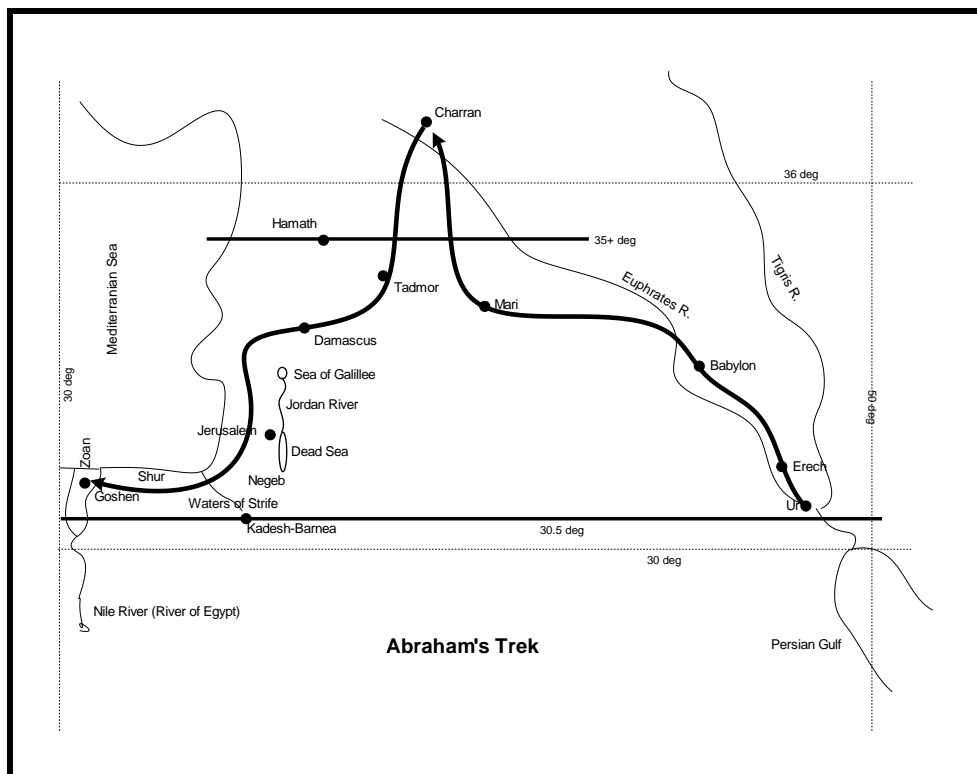 Charran
36 deg
Hamath
35+ deg
Mediterranian Sea
Tigris R.
Euphrates R.
Tadmor
Mari
Damascus
Babylon
Sea of Galillee
30 deg
50 deg
Jordan River
Jerusalem
Dead Sea
Zoan
Shur
Negeb
Erech
Goshen
Waters of Strife
Ur
Kadesh-Barnea
30.5 deg
30 deg
Nile River (River of Egypt)
Abraham's Trek
Persian Gulf